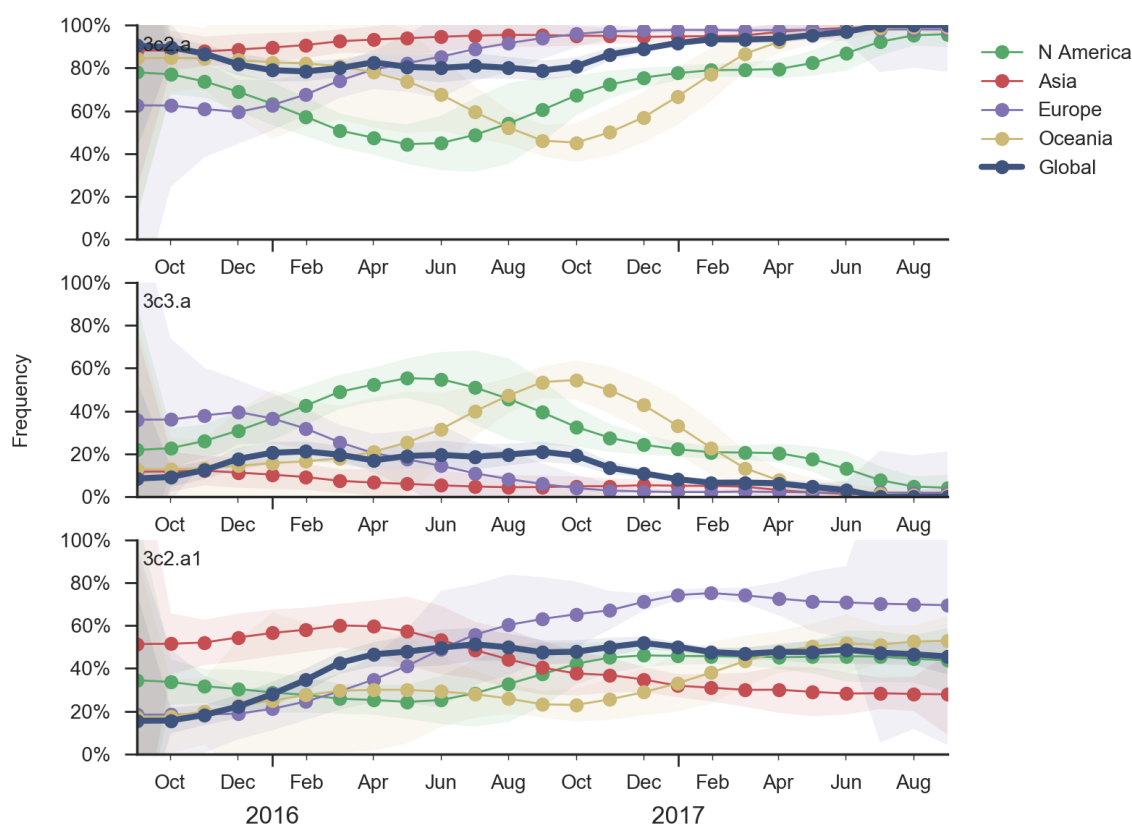 100%
3c2.a
80%
60%
40%
20%
0%
Oct Dec Feb Apr Jun Aug Oct Dec Feb Apr Jun Aug
N America
Asia
Europe
Oceania
Global
Frequency
100%
3c3.a
80%
60%
40%
20%
0%
Oct Dec Feb Apr Jun Aug Oct Dec Feb Apr Jun Aug
100%
3c2.a1
80%
60%
40%
20%
0%
Oct Dec Feb Apr Jun Aug Oct Dec Feb Apr Jun Aug
2016 2017